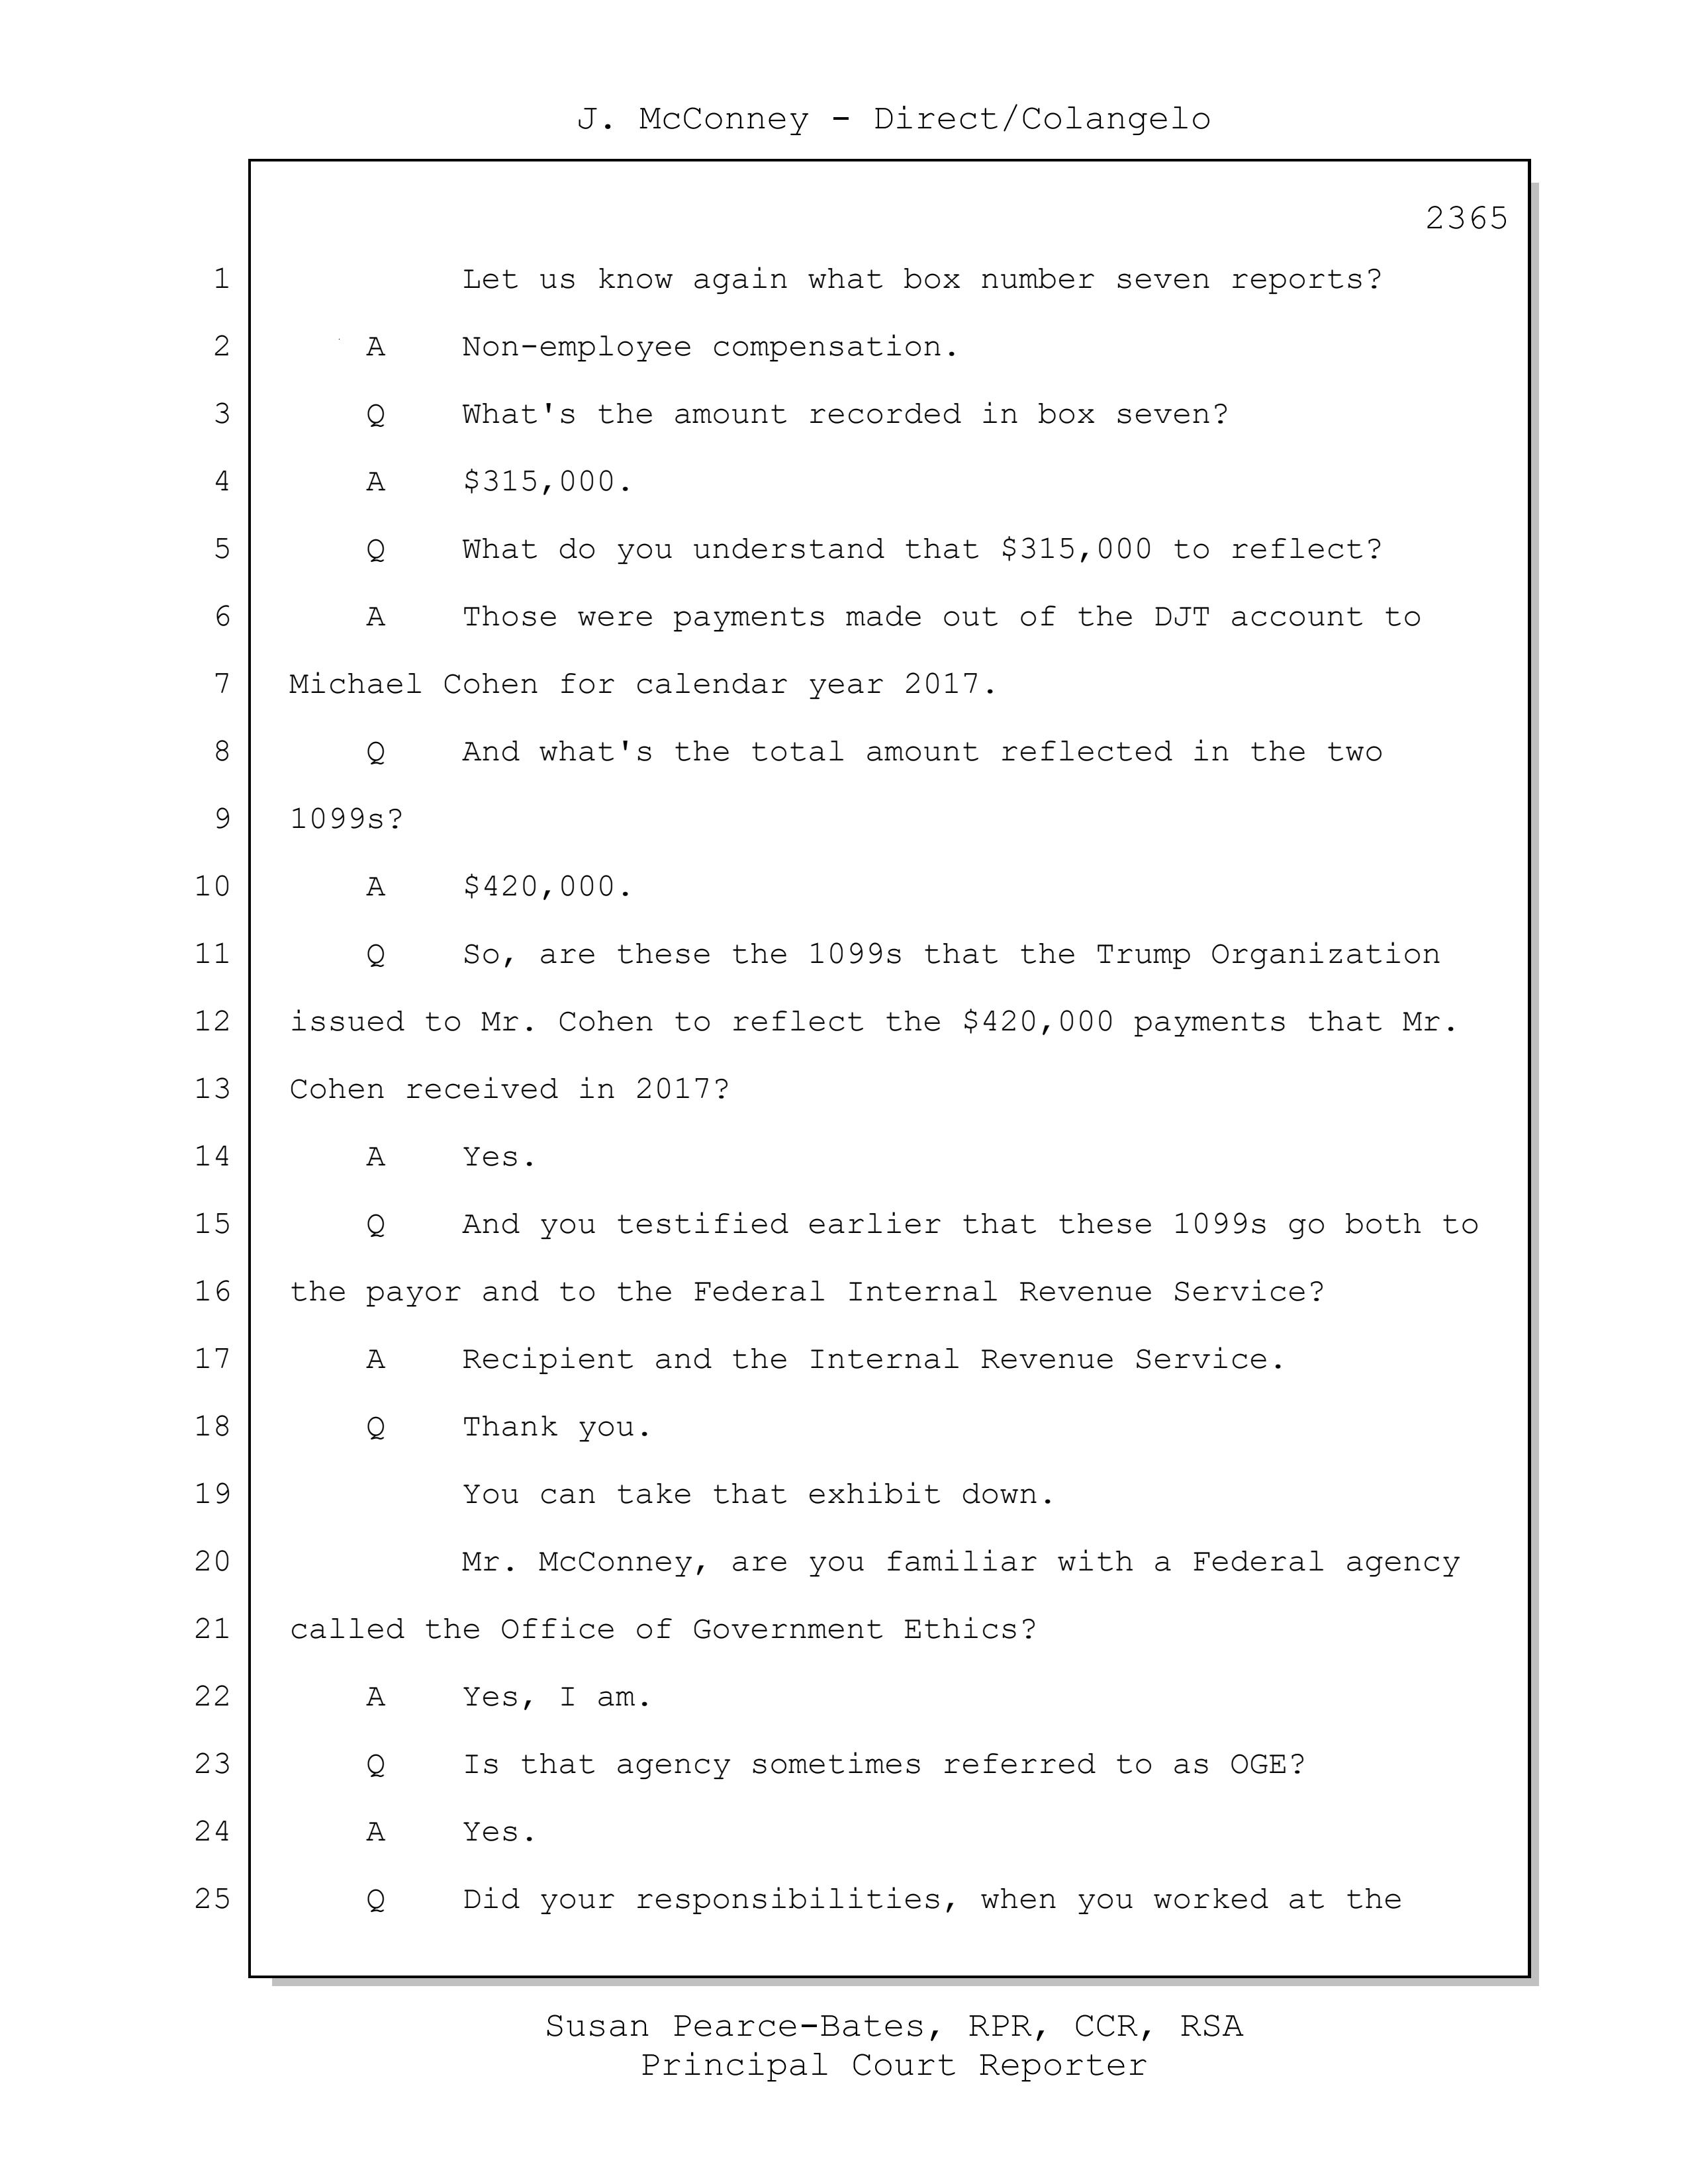 J. McConney - Direct/Colangelo
2365
1 Let us know again what box number seven reports?
2 A Non-employee compensation.
3 Q What's the amount recorded in box seven?
4 A $315,000.
5 Q What do you understand that $315,000 to reflect?
6 A Those were payments made out of the DJT account to
7 Michael Cohen for calendar year 2017.
8 Q And what's the total amount reflected in the two
9 1099s?
10 A $420,000.
11 Q So, are these the 1099s that the Trump Organization
12 issued to Mr. Cohen to reflect the $420,000 payments that Mr.
13 Cohen received in 2017?
14 A Yes.
15 Q And you testified earlier that these 1099s go both to
16 the payor and to the Federal Internal Revenue Service?
17 A Recipient and the Internal Revenue Service.
18 Q Thank you.
19 You can take that exhibit down.
20 Mr. McConney, are you familiar with a Federal agency
21 called the Office of Government Ethics?
22 A Yes, I am.
23 Q Is that agency sometimes referred to as OGE?
24 A Yes.
25 Q Did your responsibilities, when you worked at the
Susan Pearce-Bates, RPR, CCR, RSA
Principal Court Reporter